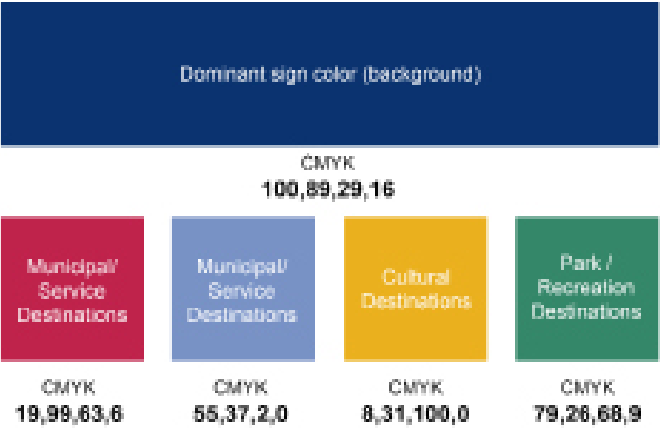 Dominant sign color (background)
CMYK
100,89,29,16
Municipal/
Service
Destinations
Municipal/
Service
Destinations
Cultural
Destinations
Park /
Recreation
Destinations
CMYK
19,99,63,6
CMYK
55,37,2,0
CMYK
8,31,100,0
CMYK
79,26,68,9